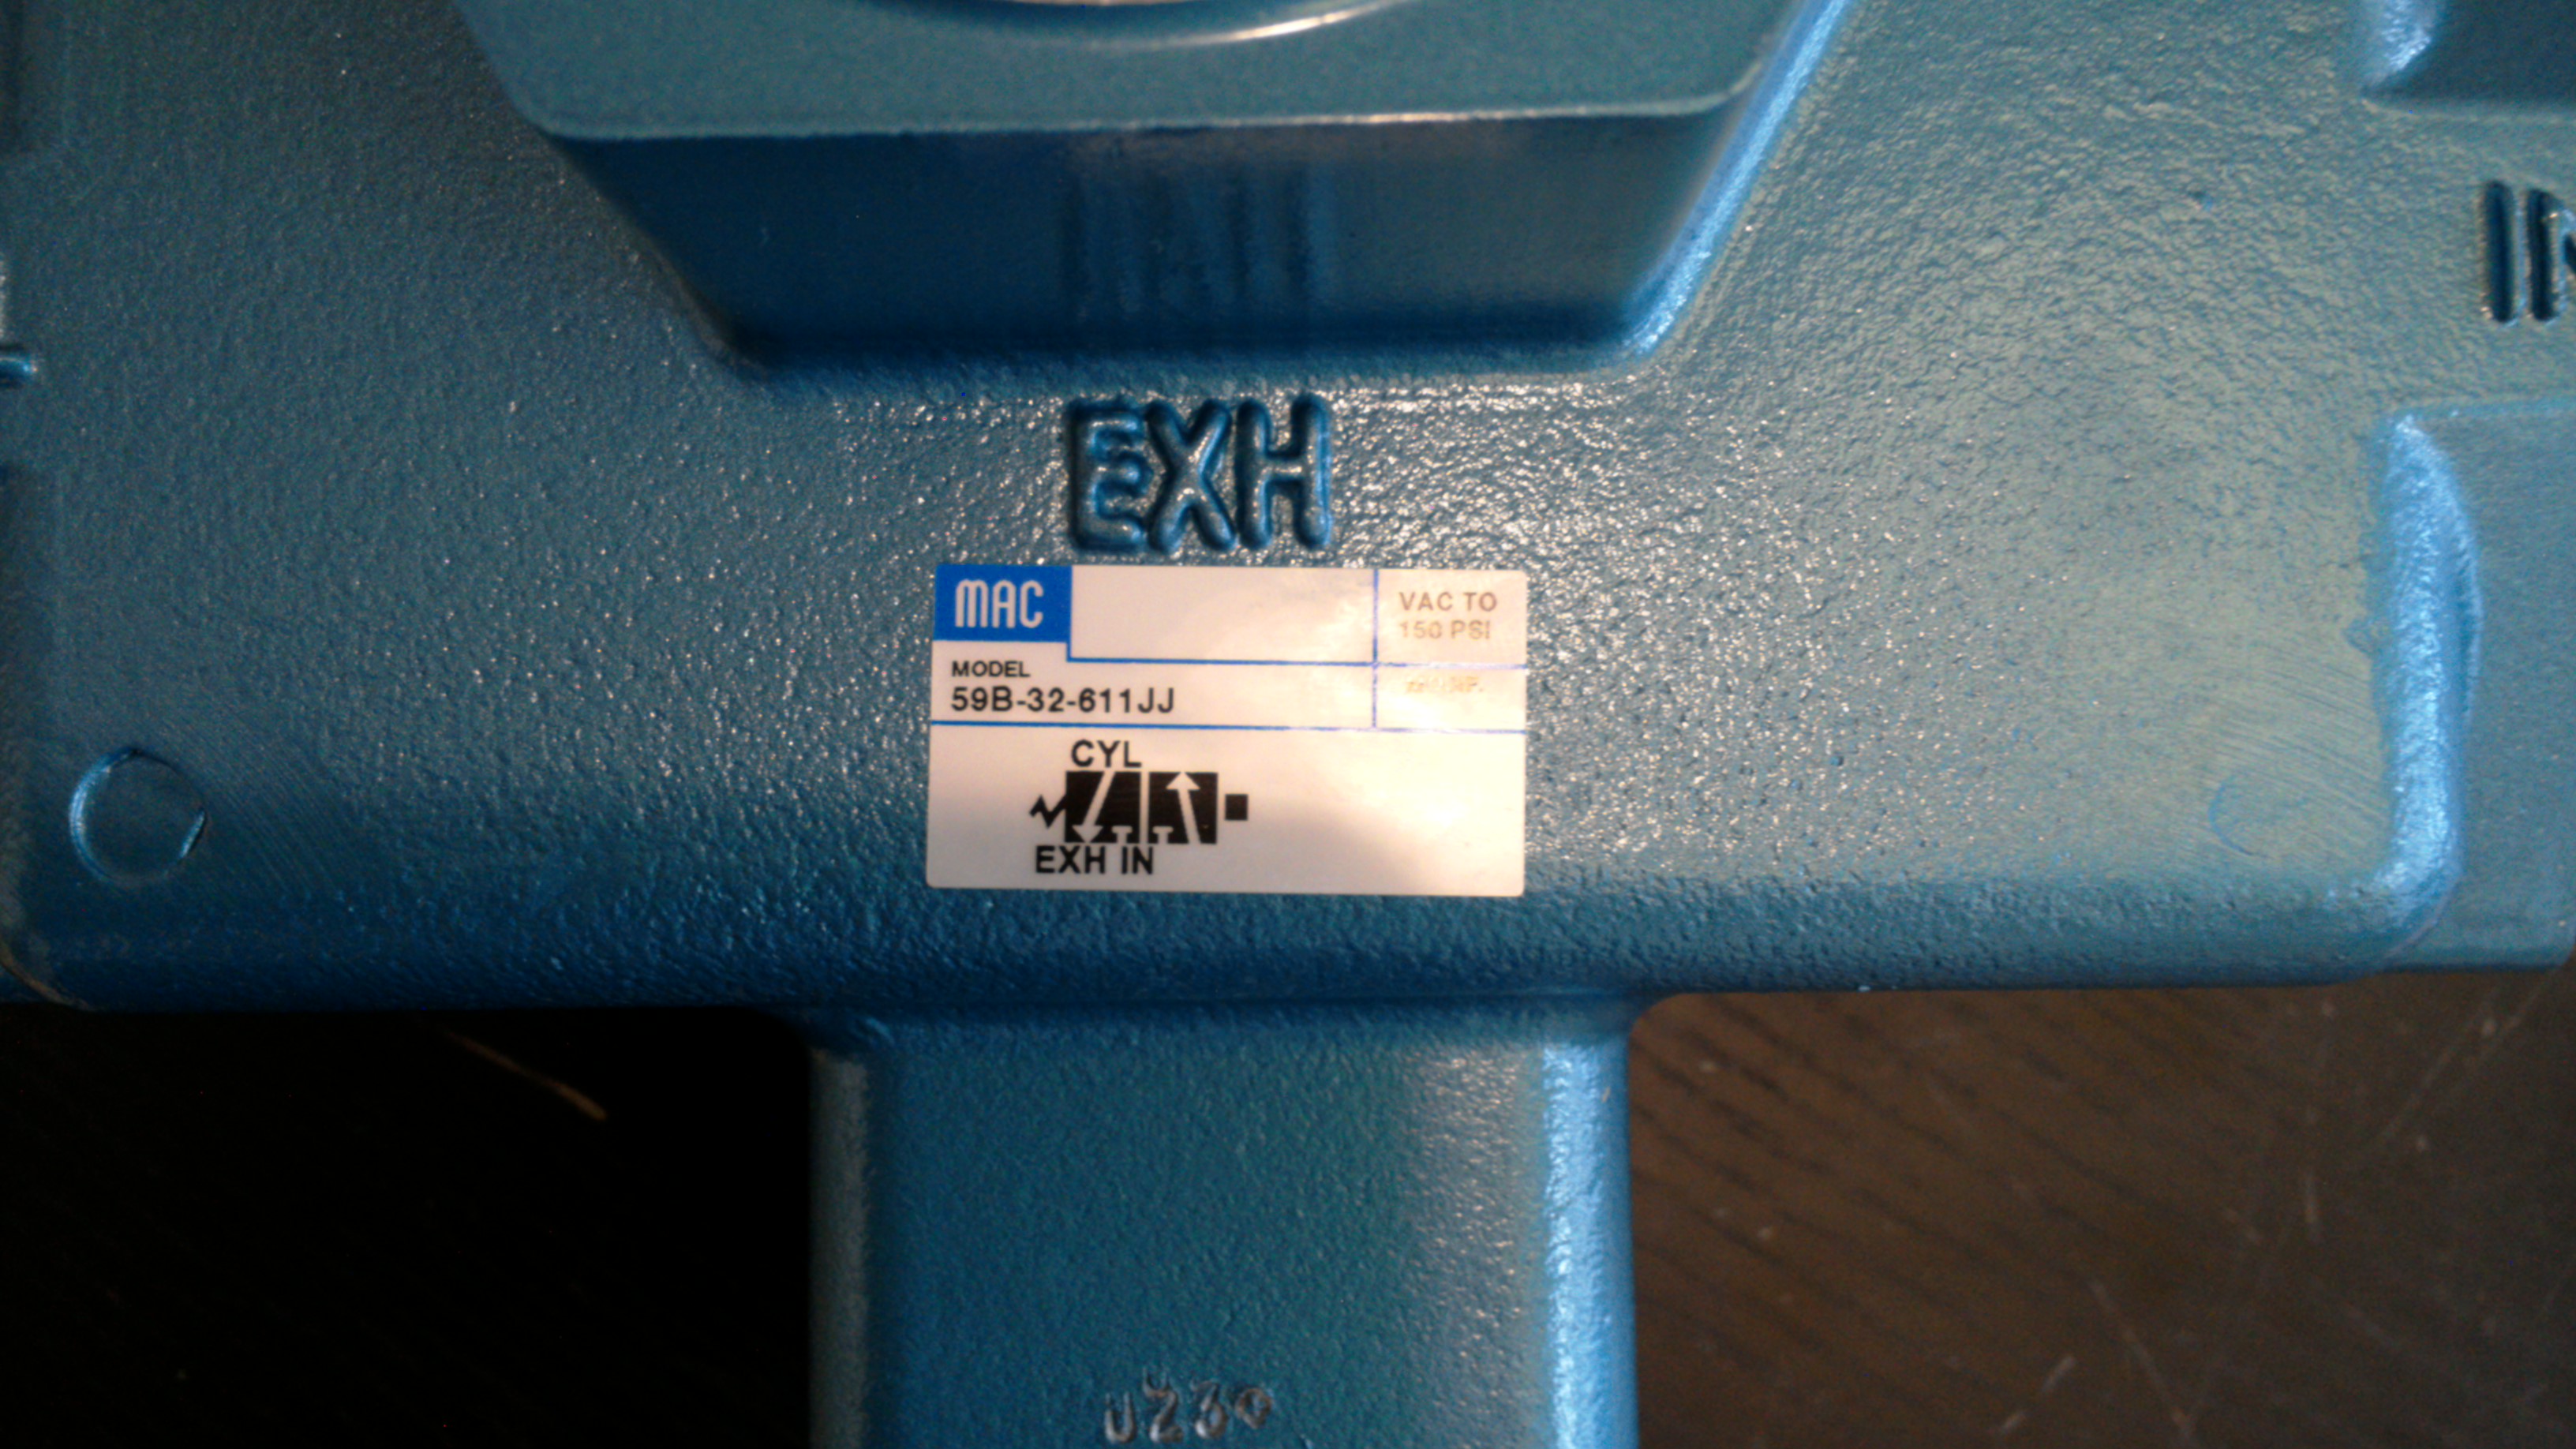 EXH
MAC
VAC TO
150 PSI
MODEL
59B-32-611JJ
CYL
EXH IN